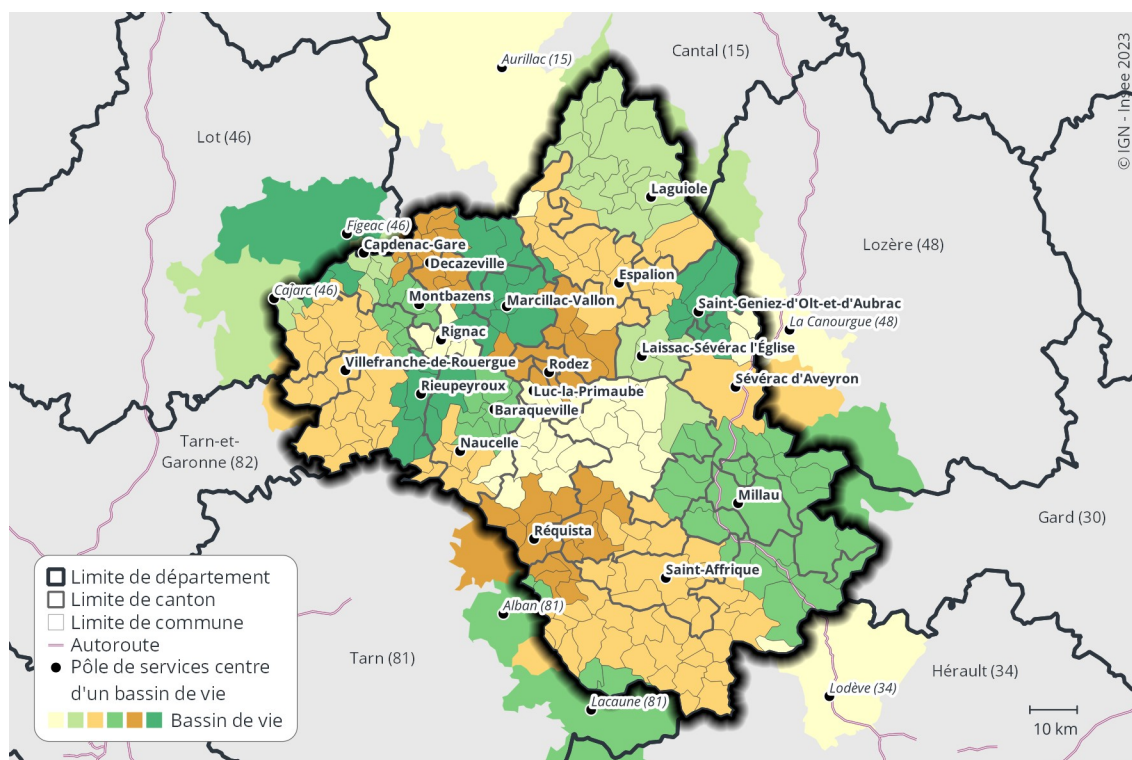 Aurillac (15)
Cantal (15)
© IGN - Insee 2023
Lot (46)
Laguiole
Figeac (46)
Capdenac-Gare
Lozère (48)
Decazeville
Espalion
Cajarc (46)
Montbazens
Marcillac-Vallon
Saint-Geniez-d'Olt-et-d'Aubrac
La Canourgue (48)
Rignac
Laissac-Sévérac l'Église
Villefranche-de-Rouergue
Rodez
Sévérac d'Aveyron
Rieupeyroux
Luc-la-Primaube
Baraqueville
Tarn-et-
Garonne (82)
Naucelle
Millau
Gard (30)
Réquista
Saint-Affrique
Alban (81)
Tarn (81)
Hérault (34)
Lodève (34)
Lacaune (81)
10 km
Limite de département
Limite de canton
Limite de commune
Autoroute
Pôle de services centre
d'un bassin de vie
Bassin de vie